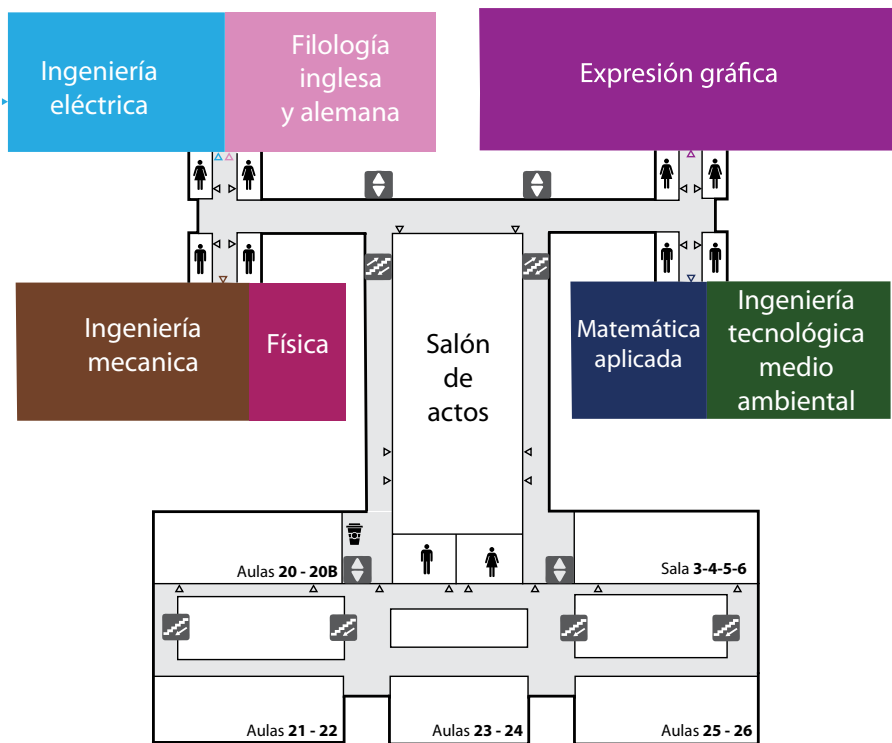 Ingeniería
eléctrica
Filología
inglesa
y alemana
Expresión gráfica
Ingeniería
mecanica
Física
Salón
de
actos
Matemática
aplicada
Ingeniería
tecnológica
medio
ambiental
Aulas 20 - 20B
Sala 3-4-5-6
Aulas 21 - 22
Aulas 23 - 24
Aulas 25 - 26